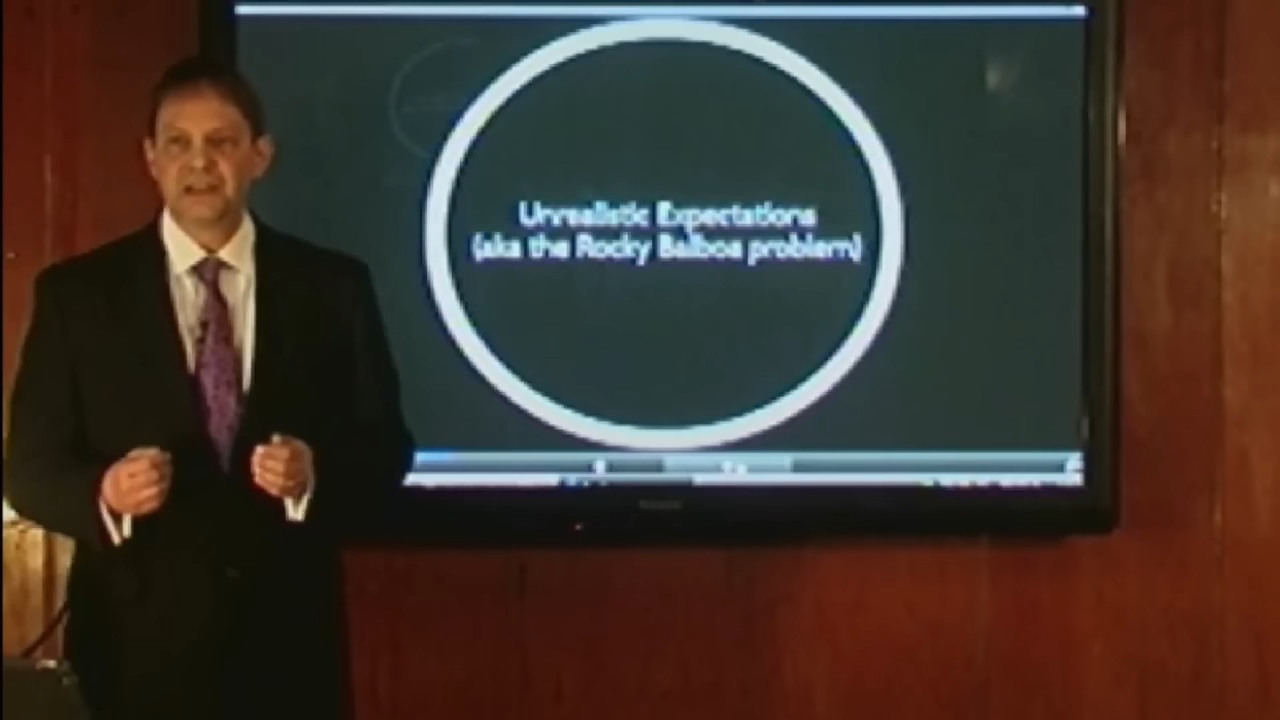 Unrealistic Expectations
(aka the Rocky Balboa problem)